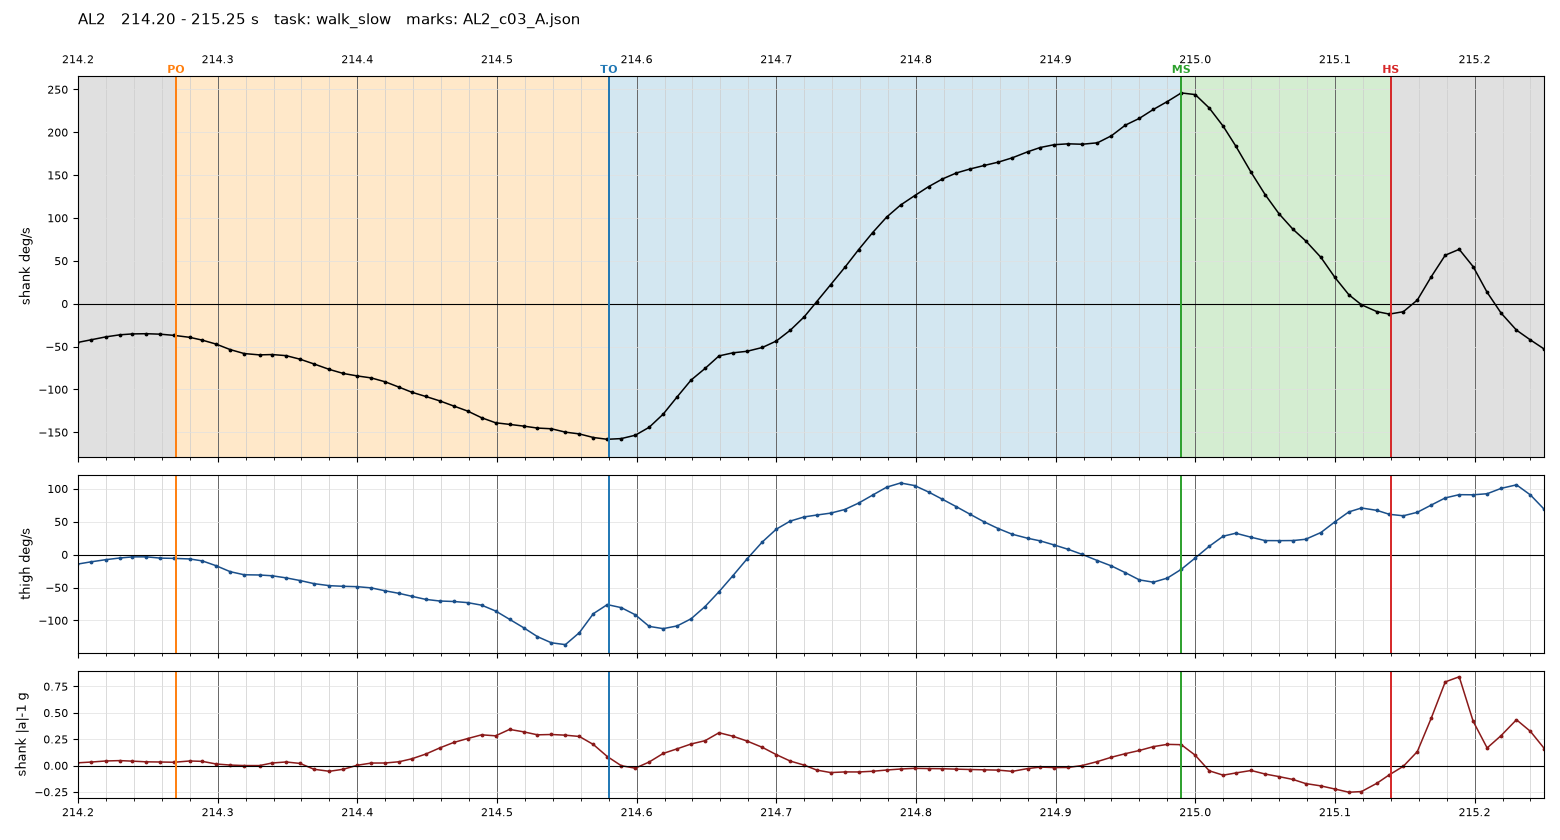 AL2   214.20 - 215.25 s   task: walk_slow   marks: AL2_c03_A.json
214.2 214.3 214.4 214.5 214.6 214.7 214.8 214.9 215.0 215.1 215.2
PO TO MS HS
250
200
150
100
50
0
−50
−100
−150
shank deg/s
100
50
0
−50
−100
thigh deg/s
0.75
0.50
0.25
0.00
−0.25
shank |a|-1 g
214.2 214.3 214.4 214.5 214.6 214.7 214.8 214.9 215.0 215.1 215.2